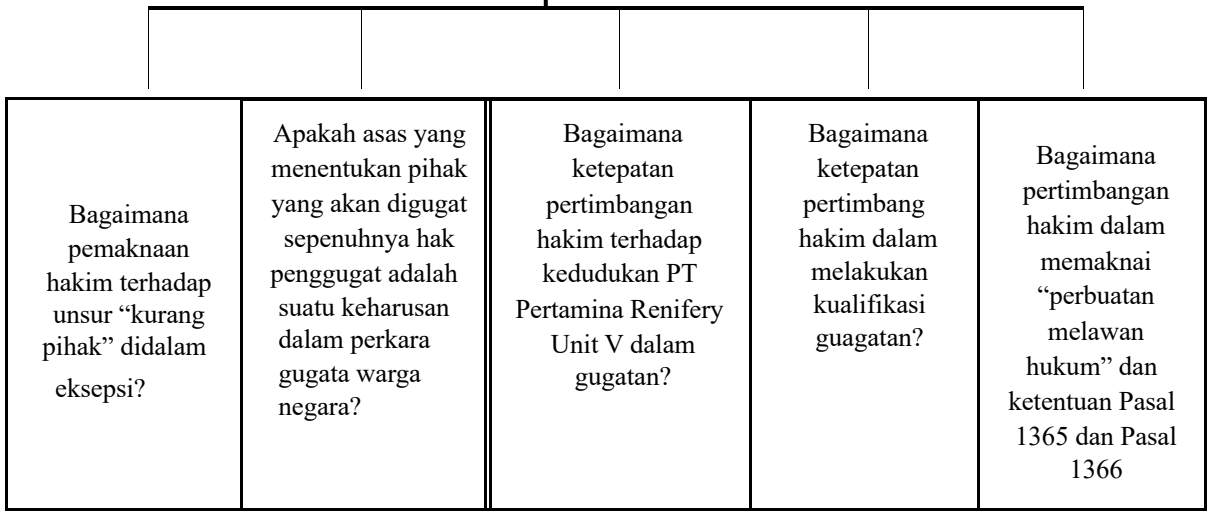 Bagaimana
pemaknaan
hakim terhadap
unsur “kurang
pihak” didalam
eksepsi?
Apakah asas yang
menentukan pihak
yang akan digugat
sepenuhnya hak
penggugat adalah
suatu keharusan
dalam perkara
gugata warga
negara?
Bagaimana
ketepatan
pertimbangan
hakim terhadap
kedudukan PT
Pertamina Renifery
Unit V dalam
gugatan?
Bagaimana
ketepatan
pertimbang
hakim dalam
melakukan
kualifikasi
guagatan?
Bagaimana
pertimbangan
hakim dalam
memaknai
“perbuatan
melawan
hukum” dan
ketentuan Pasal
1365 dan Pasal
1366